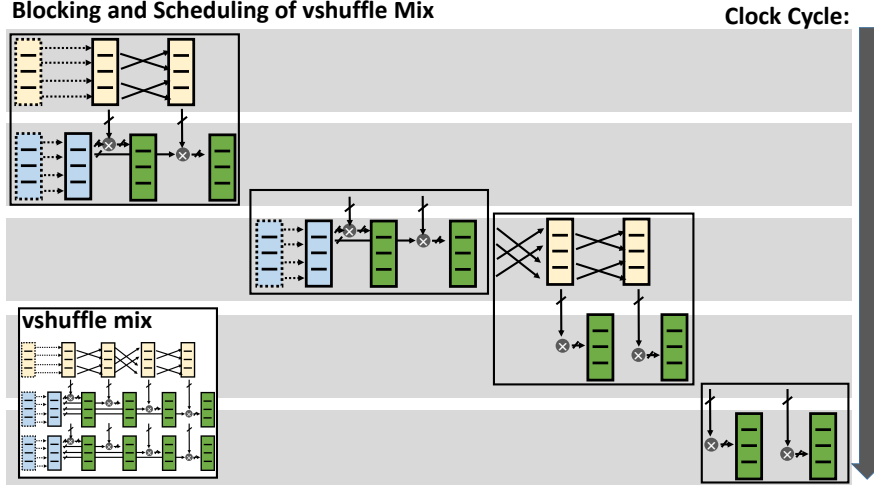 Blocking and Scheduling of vshuffle Mix
Clock Cycle:
vshuffle mix